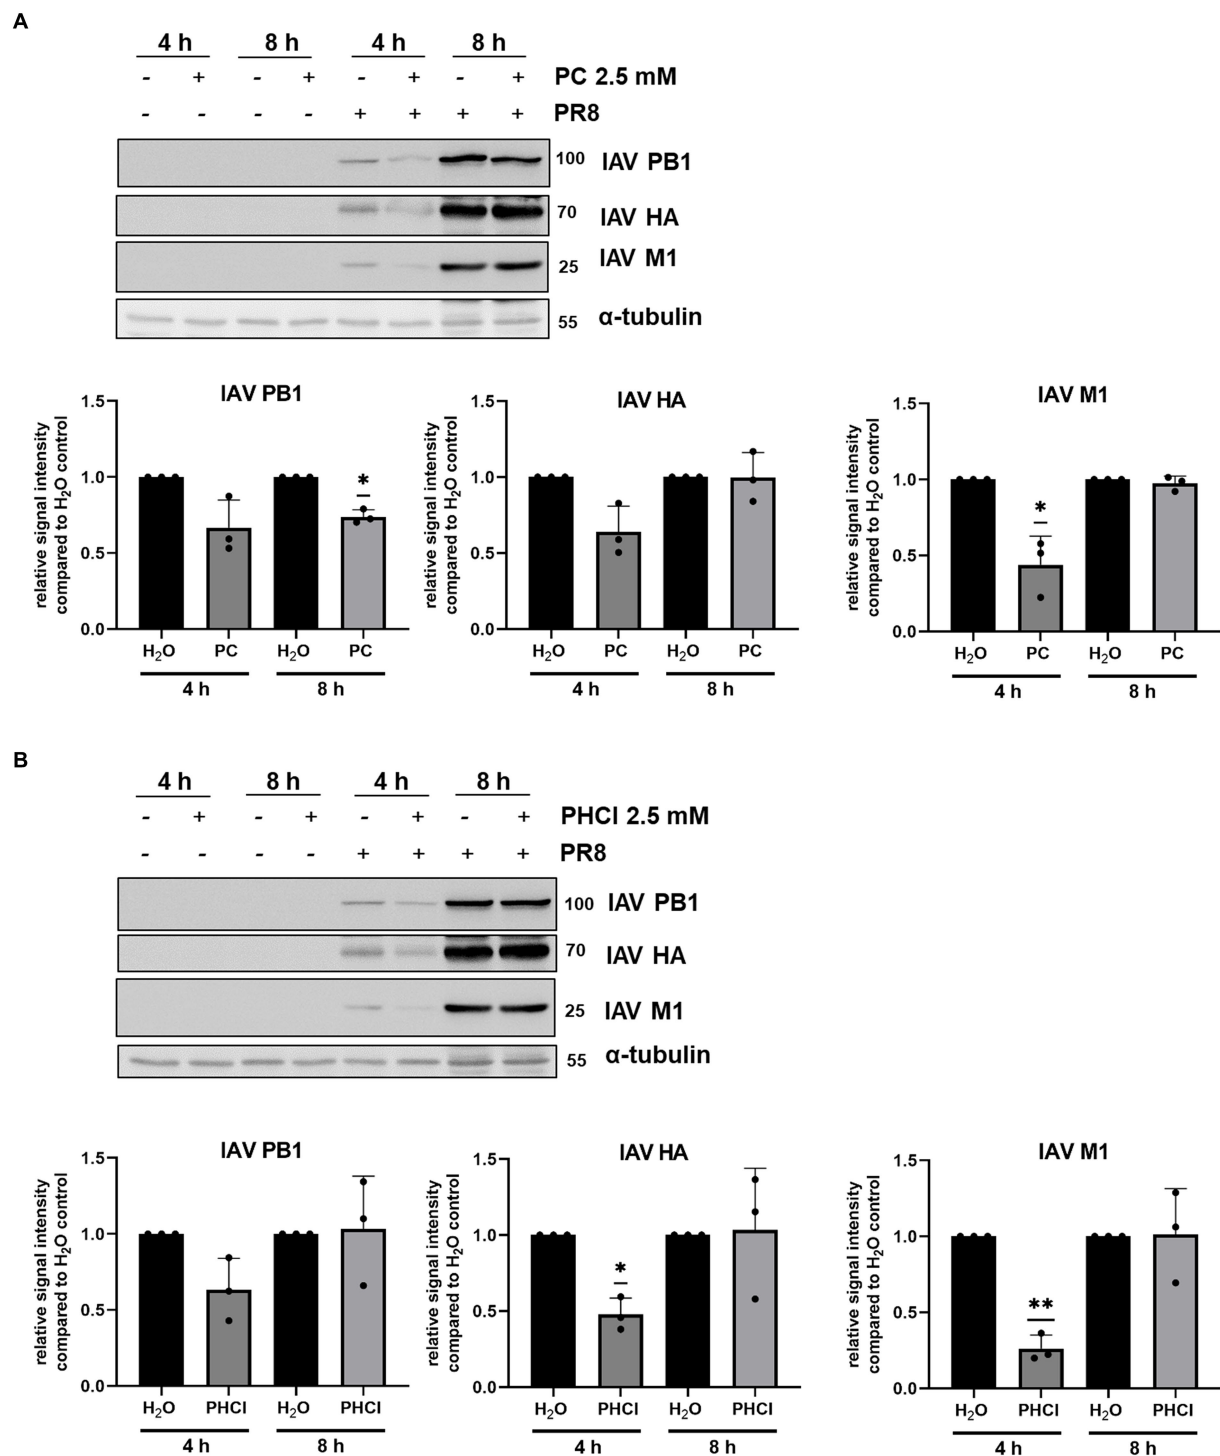 A
4 h 8 h 4 h 8 h
- + - + - + - + PC 2.5 mM
- - - - + + + + PR8
100 IAV PB1
70 IAV HA
25 IAV M1
55 α-tubulin
IAV PB1
relative signal intensity
compared to H₂O control
1.5
1.0
0.5
0.0
*
H₂O PC H₂O PC
4 h 8 h
IAV HA
relative signal intensity
compared to H₂O control
1.5
1.0
0.5
0.0
H₂O PC H₂O PC
4 h 8 h
IAV M1
relative signal intensity
compared to H₂O control
1.5
1.0
0.5
0.0
*
H₂O PC H₂O PC
4 h 8 h
B
4 h 8 h 4 h 8 h
- + - + - + - + PHCl 2.5 mM
- - - - + + + + PR8
100 IAV PB1
70 IAV HA
25 IAV M1
55 α-tubulin
IAV PB1
relative signal intensity
compared to H₂O control
1.5
1.0
0.5
0.0
H₂O PHCl H₂O PHCl
4 h 8 h
IAV HA
relative signal intensity
compared to H₂O control
1.5
1.0
0.5
0.0
*
H₂O PHCl H₂O PHCl
4 h 8 h
IAV M1
relative signal intensity
compared to H₂O control
1.5
1.0
0.5
0.0
**
H₂O PHCl H₂O PHCl
4 h 8 h